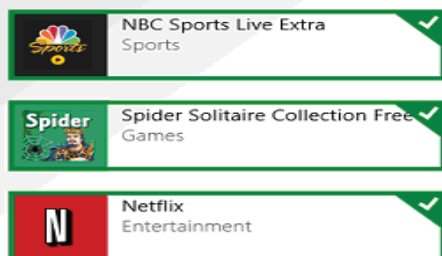 Sports
NBC Sports Live Extra
Sports
Spider
Spider Solitaire Collection Free
Games
N
Netflix
Entertainment